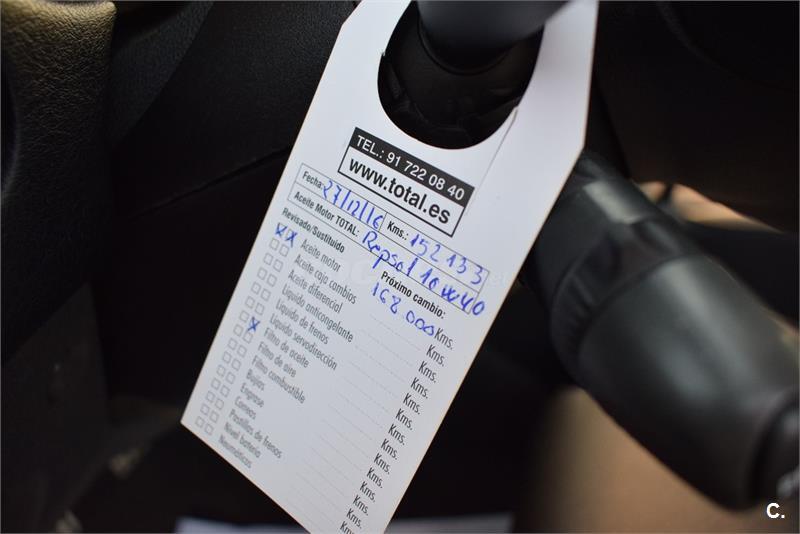 TEL.: 91 722 08 40
www.total.es
Fecha: 27/12/16 Kms.: 152133
Aceite Motor TOTAL: Repsol 10w40
Revisado/Sustituido Próximo cambio:
X X Aceite motor 168000 Kms.
Aceite caja cambios Kms.
Aceite diferencial Kms.
Líquido anticongelante Kms.
Líquido de frenos Kms.
Líquido servodirección Kms.
X Filtro de aceite Kms.
Filtro de aire Kms.
Filtro combustible Kms.
Bujías Kms.
Engrase Kms.
Correas Kms.
Pastillas de frenos Kms.
Nivel batería
Neumáticos
C.